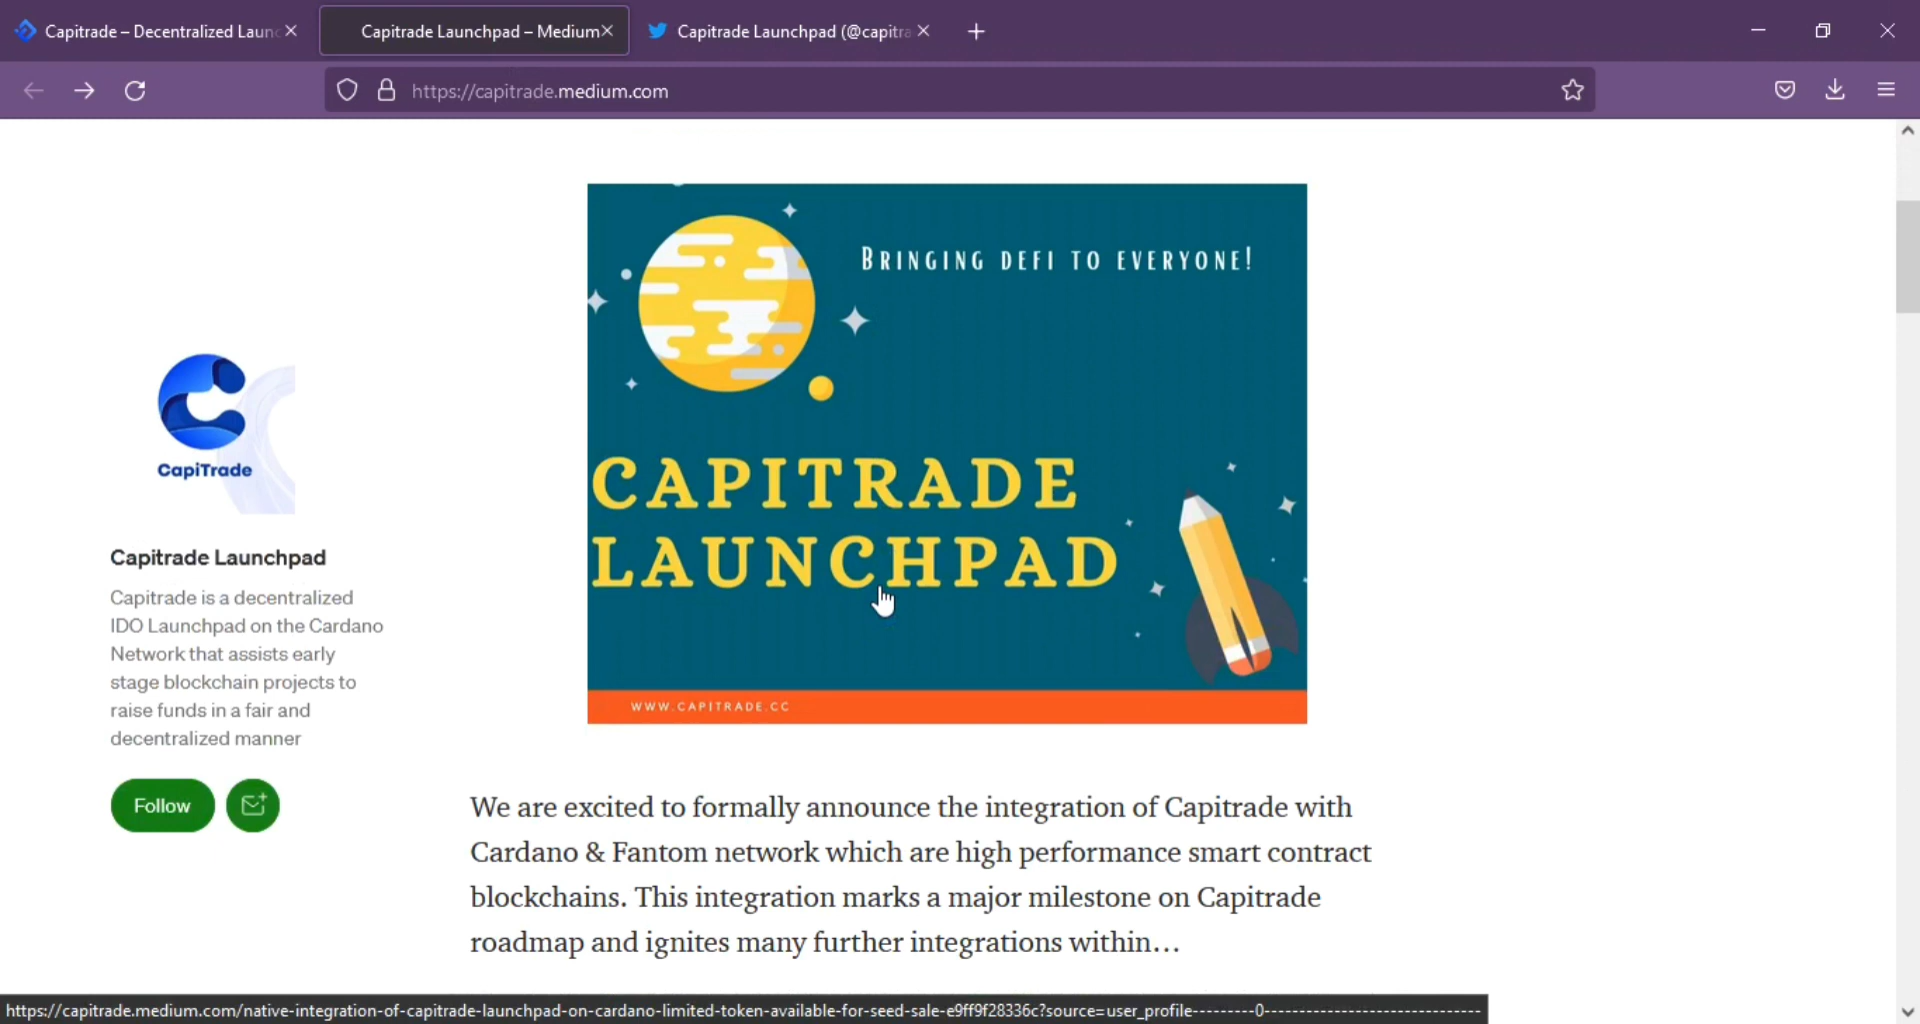 Capitrade – Decentralized Laun
Capitrade Launchpad – Medium
Capitrade Launchpad (@capitra
https://capitrade.medium.com
BRINGING DEFI TO EVERYONE!
CAPITRADE
LAUNCHPAD
WWW.CAPITRADE.CC
CapiTrade
Capitrade Launchpad
Capitrade is a decentralized
IDO Launchpad on the Cardano
Network that assists early
stage blockchain projects to
raise funds in a fair and
decentralized manner
Follow
We are excited to formally announce the integration of Capitrade with
Cardano & Fantom network which are high performance smart contract
blockchains. This integration marks a major milestone on Capitrade
roadmap and ignites many further integrations within…
https://capitrade.medium.com/native-integration-of-capitrade-launchpad-on-cardano-limited-token-available-for-seed-sale-e9ff9f28336c?source=user_profile---------0-------------------------------